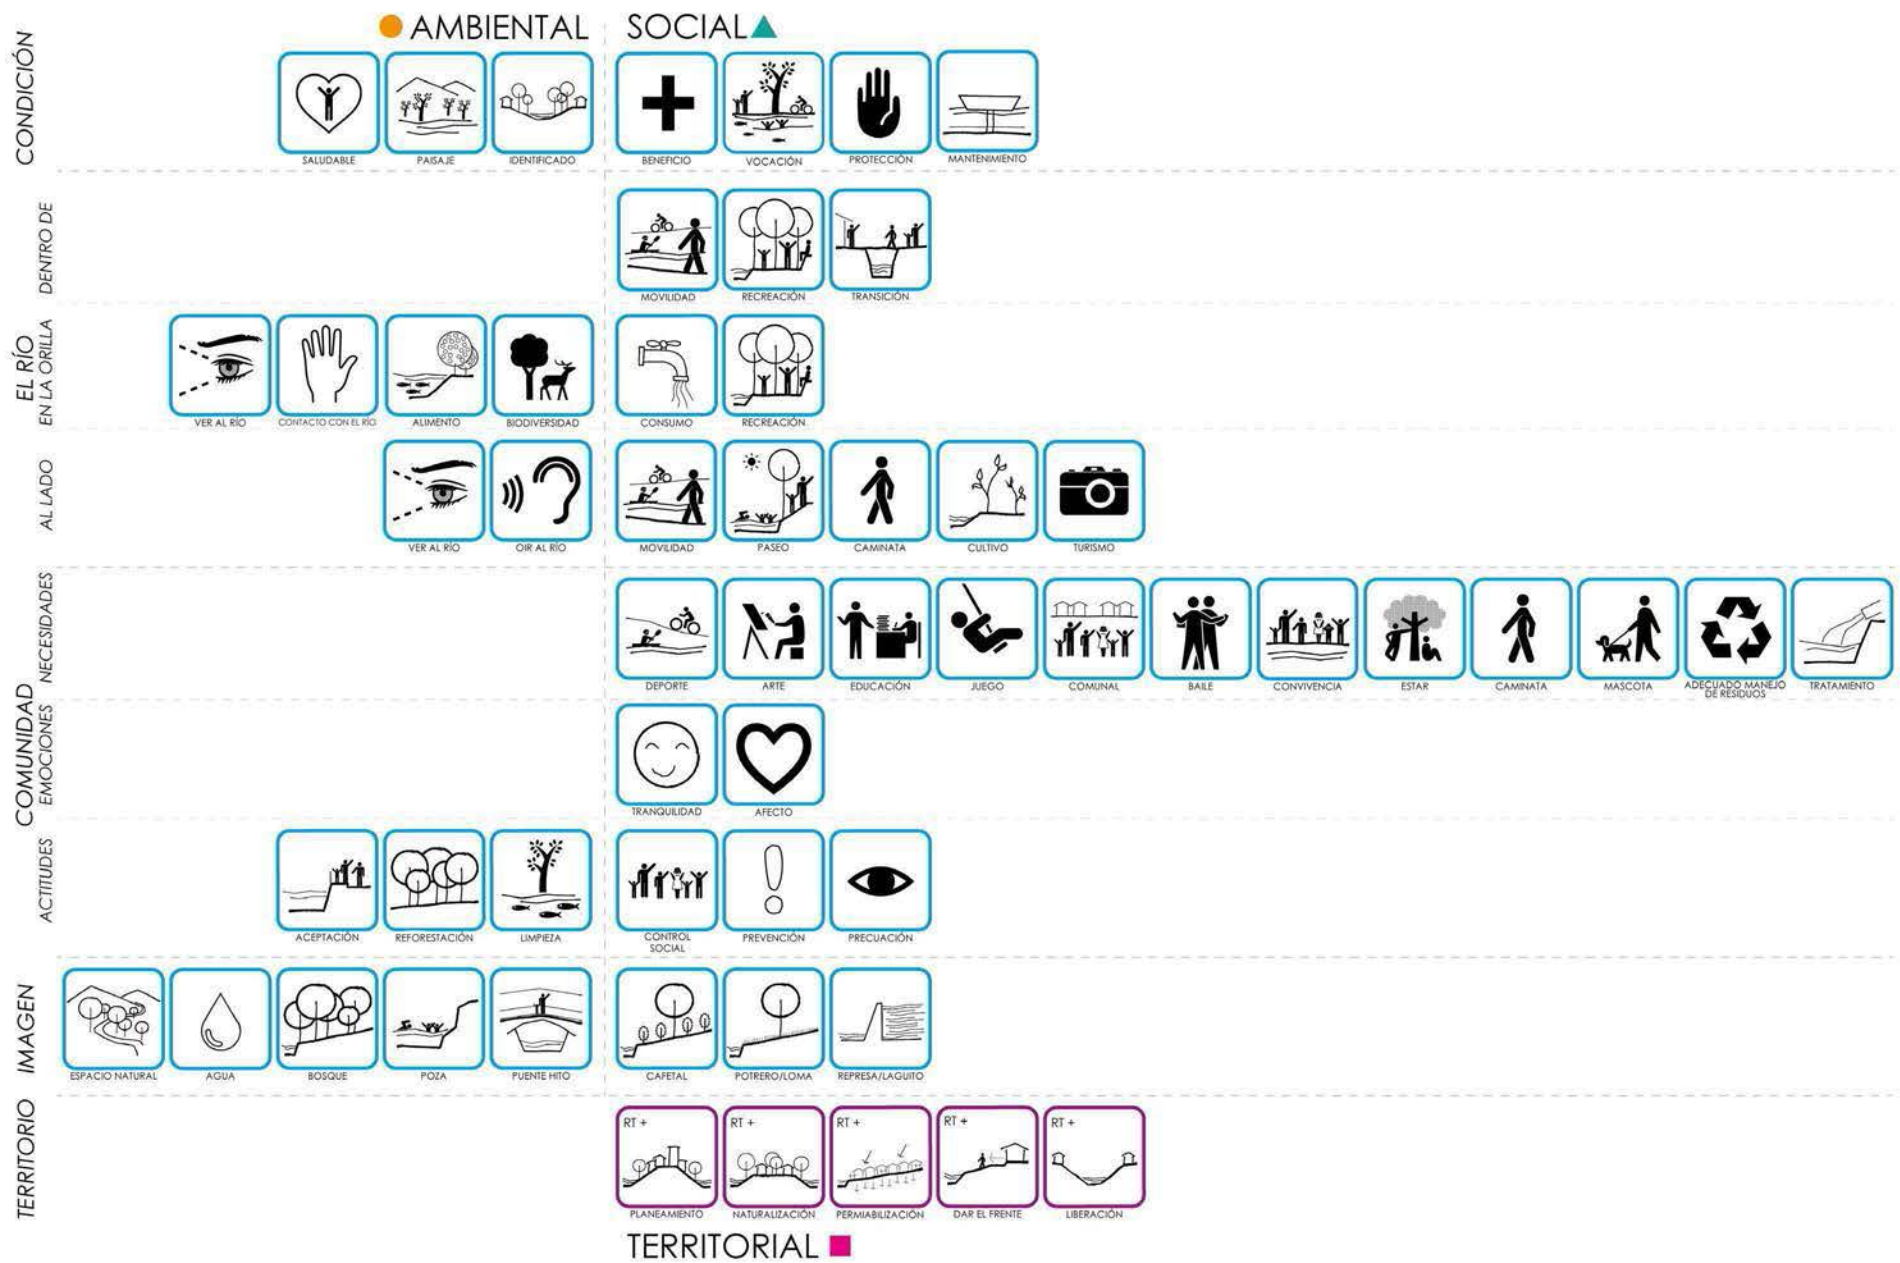 AMBIENTAL
SOCIAL
CONDICIÓN
SALUDABLE
PAISAJE
IDENTIFICADO
BENEFICIO
VOCACIÓN
PROTECCIÓN
MANTENIMIENTO
EL RÍO
DENTRO DE
MOVILIDAD
RECREACIÓN
TRANSICIÓN
EN LA ORILLA
VER AL RÍO
CONTACTO CON EL RÍO
ALIMENTO
BIODIVERSIDAD
CONSUMO
RECREACIÓN
AL LADO
VER AL RÍO
OIR AL RÍO
MOVILIDAD
PASEO
CAMINATA
CULTIVO
TURISMO
COMUNIDAD
NECESIDADES
DEPORTE
ARTE
EDUCACIÓN
JUEGO
COMUNAL
BAILE
CONVIVENCIA
ESTAR
CAMINATA
MASCOTA
ADECUADO MANEJO
DE RESIDUOS
TRATAMIENTO
EMOCIONES
TRANQUILIDAD
AFECTO
ACTITUDES
ACEPTACIÓN
REFORESTACIÓN
LIMPIEZA
CONTROL
SOCIAL
PREVENCIÓN
PRECUACIÓN
IMAGEN
ESPACIO NATURAL
AGUA
BOSQUE
POZA
PUENTE HITO
CAFETAL
POTRERO/LOMA
REPRESA/LAGUITO
TERRITORIO
RT +
PLANEAMIENTO
RT +
NATURALIZACIÓN
RT +
PERMIABILIZACIÓN
RT +
DAR EL FRENTE
RT +
LIBERACIÓN
TERRITORIAL